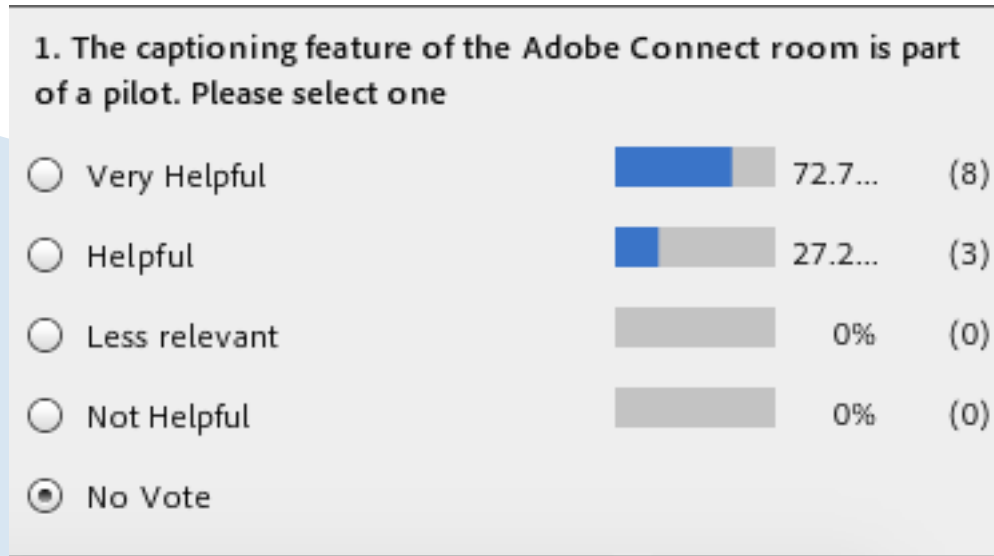 1. The captioning feature of the Adobe Connect room is part
of a pilot. Please select one
Very Helpful 72.7... (8)
Helpful 27.2... (3)
Less relevant 0% (0)
Not Helpful 0% (0)
No Vote